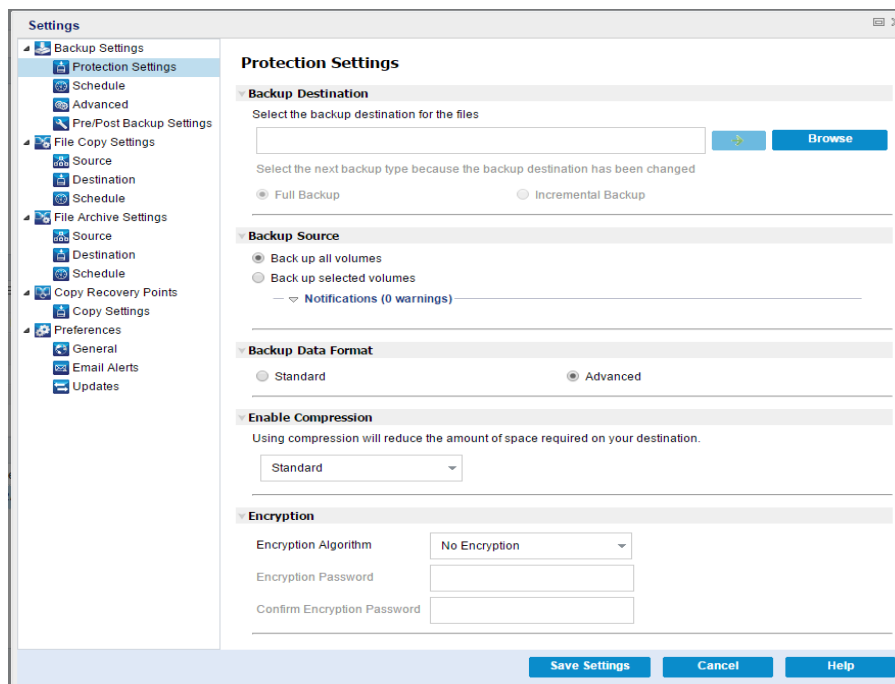 Settings
Backup Settings
Protection Settings
Schedule
Advanced
Pre/Post Backup Settings
File Copy Settings
Source
Destination
Schedule
File Archive Settings
Source
Destination
Schedule
Copy Recovery Points
Copy Settings
Preferences
General
Email Alerts
Updates
Protection Settings
Backup Destination
Select the backup destination for the files
Browse
Select the next backup type because the backup destination has been changed
Full Backup
Incremental Backup
Backup Source
Back up all volumes
Back up selected volumes
Notifications (0 warnings)
Backup Data Format
Standard
Advanced
Enable Compression
Using compression will reduce the amount of space required on your destination.
Standard
Encryption
Encryption Algorithm
No Encryption
Encryption Password
Confirm Encryption Password
Save Settings
Cancel
Help